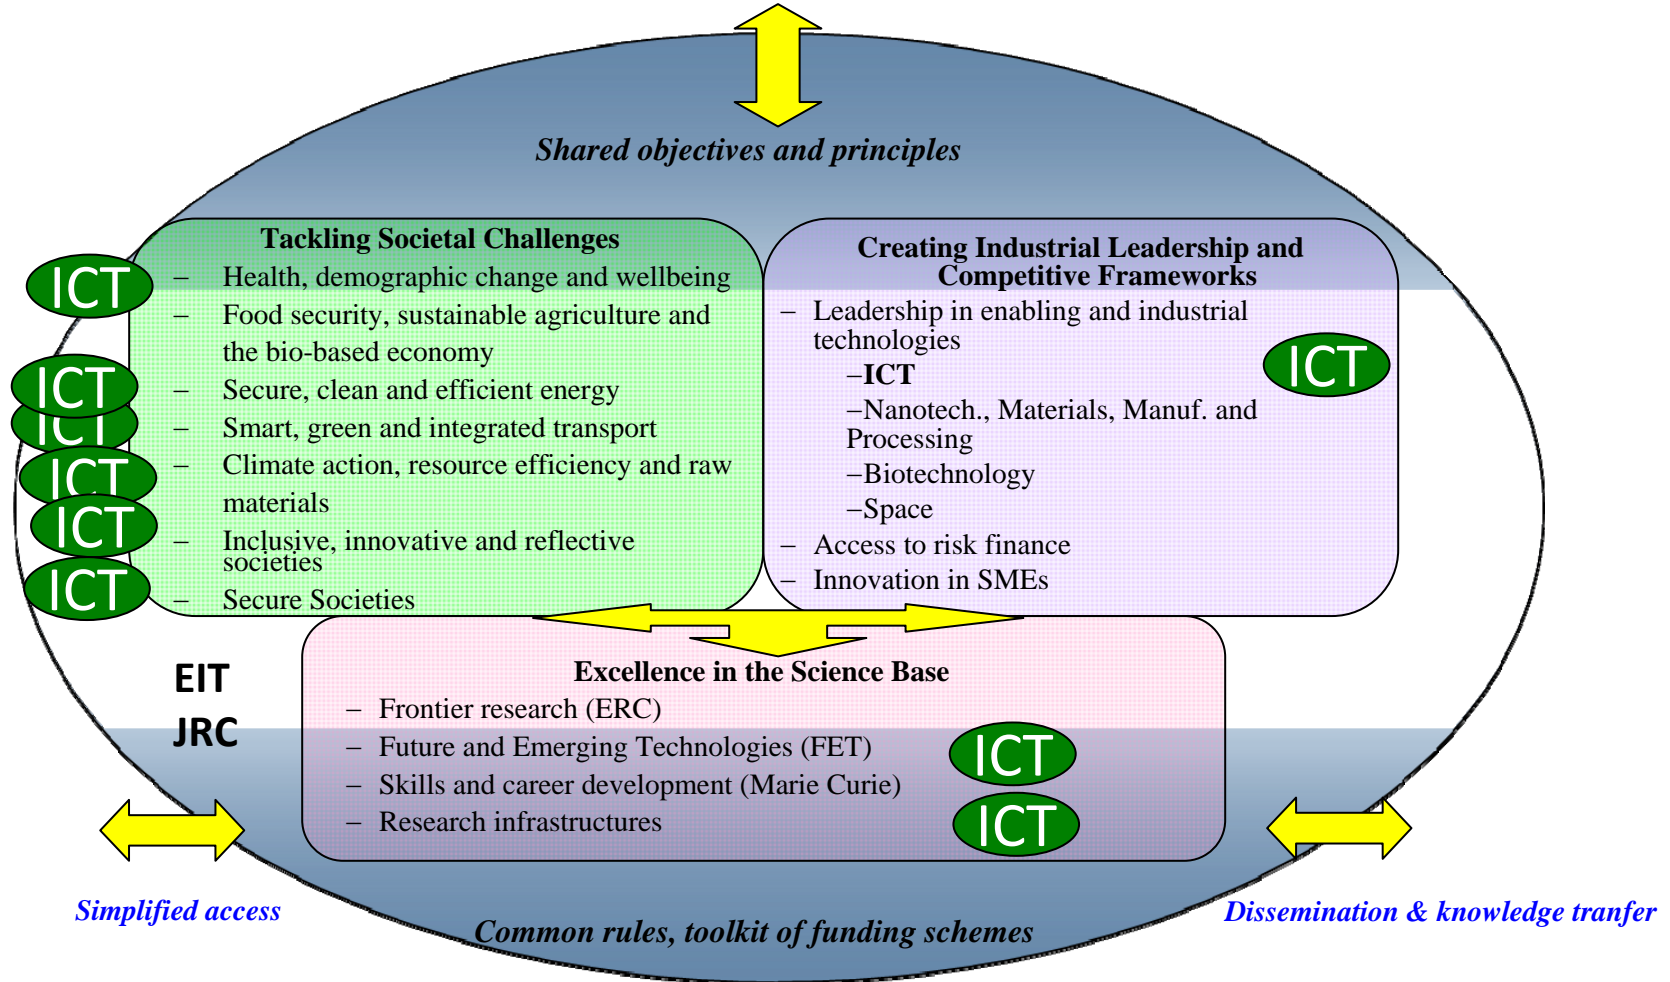 Shared objectives and principles
Tackling Societal Challenges
– Health, demographic change and wellbeing
– Food security, sustainable agriculture and
the bio-based economy
– Secure, clean and efficient energy
– Smart, green and integrated transport
– Climate action, resource efficiency and raw
materials
– Inclusive, innovative and reflective
societies
– Secure Societies
ICT
ICT
ICT
ICT
ICT
ICT
Creating Industrial Leadership and
Competitive Frameworks
– Leadership in enabling and industrial
technologies
–ICT
–Nanotech., Materials, Manuf. and
Processing
–Biotechnology
–Space
– Access to risk finance
– Innovation in SMEs
ICT
EIT
JRC
Excellence in the Science Base
– Frontier research (ERC)
– Future and Emerging Technologies (FET)
– Skills and career development (Marie Curie)
– Research infrastructures
ICT
ICT
Simplified access
Common rules, toolkit of funding schemes
Dissemination & knowledge tranfer